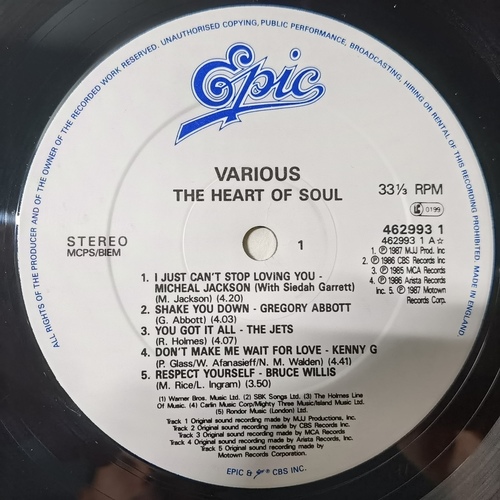 ALL RIGHTS OF THE PRODUCER AND OF THE OWNER OF THE RECORDED WORK RESERVED. UNAUTHORISED COPYING, PUBLIC PERFORMANCE, BROADCASTING, HIRING OR RENTAL OF THIS RECORDING PROHIBITED. MADE IN ENGLAND.
Epic
VARIOUS
THE HEART OF SOUL
33⅓ RPM
LC 0199
STEREO
MCPS/BIEM
1
462993 1
462993 1 A☆
1. ℗ 1987 MJJ Prod. Inc
2. ℗ 1986 CBS Records Inc.
3. ℗ 1985 MCA Records
4. ℗ 1986 Arista Records
Inc. 5. ℗ 1987 Motown
Records Corp.
1. I JUST CAN'T STOP LOVING YOU -
MICHEAL JACKSON (With Siedah Garrett)
(M. Jackson) (4.20)
2. SHAKE YOU DOWN - GREGORY ABBOTT
(G. Abbott) (4.03)
3. YOU GOT IT ALL - THE JETS
(R. Holmes) (4.07)
4. DON'T MAKE ME WAIT FOR LOVE - KENNY G
(P. Glass/W. Afanasieff/N. M. Walden) (4.41)
5. RESPECT YOURSELF - BRUCE WILLIS
(M. Rice/L. Ingram) (3.50)
(1) Warner Bros. Music Ltd. (2) SBK Songs Ltd. (3) The Holmes Line
Of Music. (4) Carlin Music Corp/Mighty Three Music/Island Music Ltd.
(5) Rondor Music (London) Ltd.
Track 1 Original sound recording made by MJJ Productions, Inc.
Track 2 Original sound recording made by CBS Records Inc.
Track 3 Original sound recording made by MCA Records
Track 4 Original sound recording made by Arista Records, Inc.
Track 5 Original sound recording made by
Motown Record Corporation.
EPIC & CBS INC.